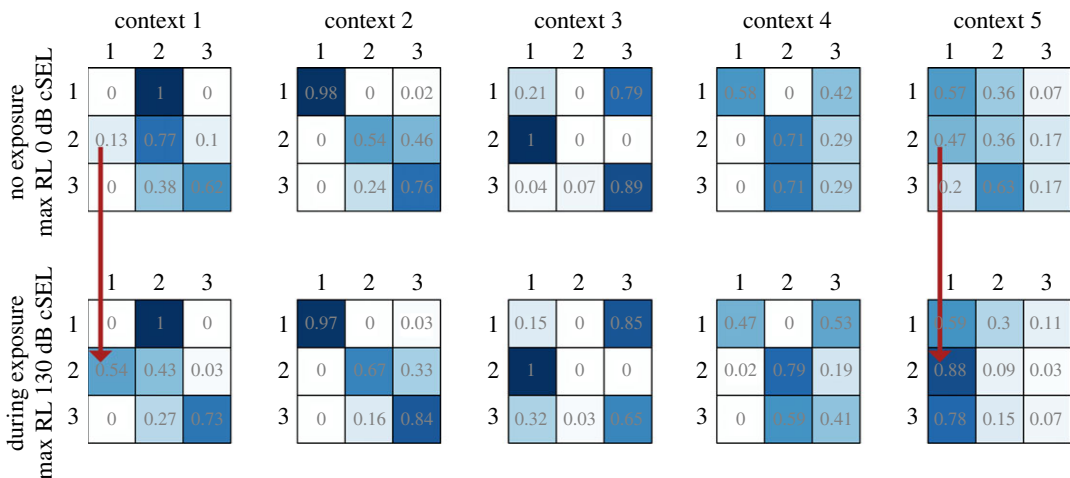 context 1 context 2 context 3 context 4 context 5
1 2 3 1 2 3 1 2 3 1 2 3 1 2 3
no exposure
max RL 0 dB cSEL
1 0 1 0 1 0.98 0 0.02 1 0.21 0 0.79 1 0.58 0 0.42 1 0.57 0.36 0.07
2 0.13 0.77 0.1 2 0 0.54 0.46 2 1 0 0 2 0 0.71 0.29 2 0.47 0.36 0.17
3 0 0.38 0.62 3 0 0.24 0.76 3 0.04 0.07 0.89 3 0 0.71 0.29 3 0.2 0.63 0.17
1 2 3 1 2 3 1 2 3 1 2 3 1 2 3
during exposure
max RL 130 dB cSEL
1 0 1 0 1 0.97 0 0.03 1 0.15 0 0.85 1 0.47 0 0.53 1 0.59 0.3 0.11
2 0.54 0.43 0.03 2 0 0.67 0.33 2 1 0 0 2 0.02 0.79 0.19 2 0.88 0.09 0.03
3 0 0.27 0.73 3 0 0.16 0.84 3 0.32 0.03 0.65 3 0 0.59 0.41 3 0.78 0.15 0.07